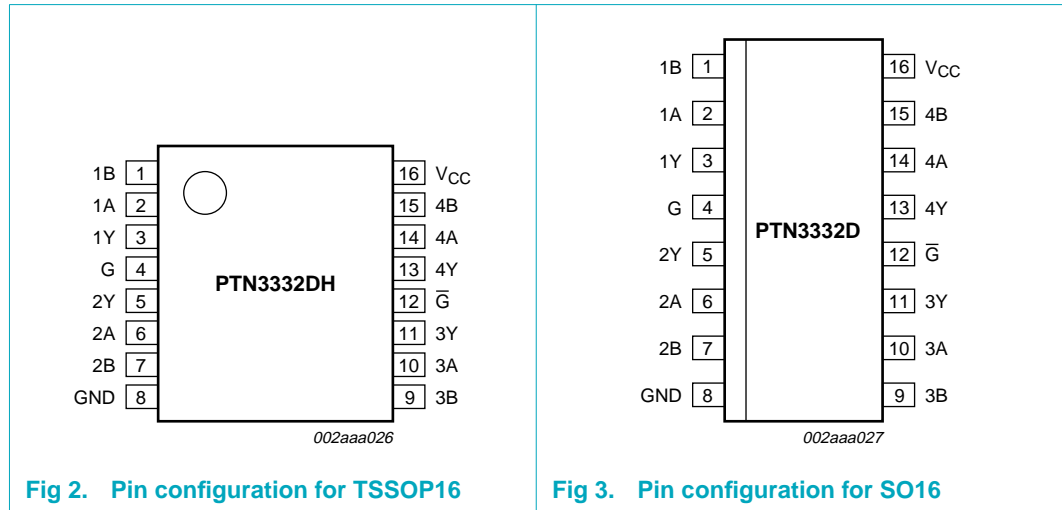 1B 1 16 VCC
1A 2 15 4B
1Y 3 14 4A
G 4 13 4Y
PTN3332DH
2Y 5 12 G̅
2A 6 11 3Y
2B 7 10 3A
GND 8 9 3B
002aaa026
Fig 2. Pin configuration for TSSOP16
1B 1 16 VCC
1A 2 15 4B
1Y 3 14 4A
G 4 13 4Y
PTN3332D
2Y 5 12 G̅
2A 6 11 3Y
2B 7 10 3A
GND 8 9 3B
002aaa027
Fig 3. Pin configuration for SO16